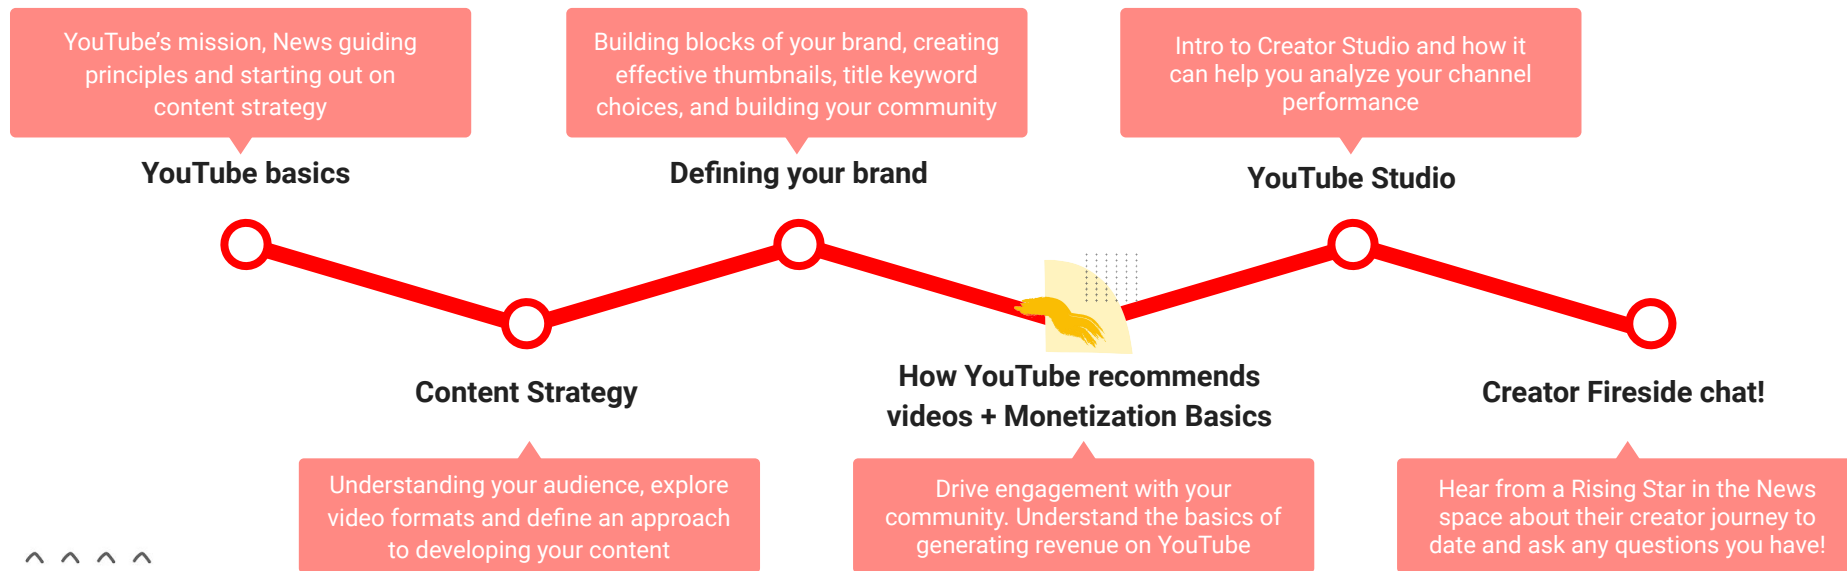 YouTube’s mission, News guiding
principles and starting out on
content strategy
YouTube basics
Building blocks of your brand, creating
effective thumbnails, title keyword
choices, and building your community
Defining your brand
Intro to Creator Studio and how it
can help you analyze your channel
performance
YouTube Studio
Content Strategy
Understanding your audience, explore
video formats and define an approach
to developing your content
How YouTube recommends
videos + Monetization Basics
Drive engagement with your
community. Understand the basics of
generating revenue on YouTube
Creator Fireside chat!
Hear from a Rising Star in the News
space about their creator journey to
date and ask any questions you have!